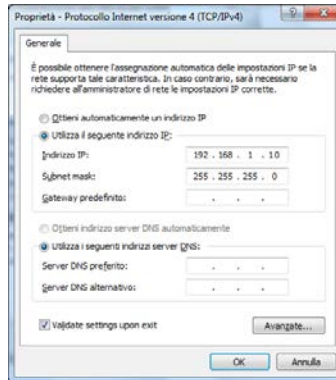 Proprietà - Protocollo Internet versione 4 (TCP/IPv4)
Generale
È possibile ottenere l'assegnazione automatica delle impostazioni IP se la
rete supporta tale caratteristica. In caso contrario, sarà necessario
richiedere all'amministratore di rete le impostazioni IP corrette.
Ottieni automaticamente un indirizzo IP
Utilizza il seguente indirizzo IP:
Indirizzo IP: 192 . 168 . 1 . 10
Subnet mask: 255 . 255 . 255 . 0
Gateway predefinito: . . .
Ottieni indirizzo server DNS automaticamente
Utilizza i seguenti indirizzi server DNS:
Server DNS preferito: . . .
Server DNS alternativo: . . .
Validate settings upon exit
Avanzate...
OK
Annulla